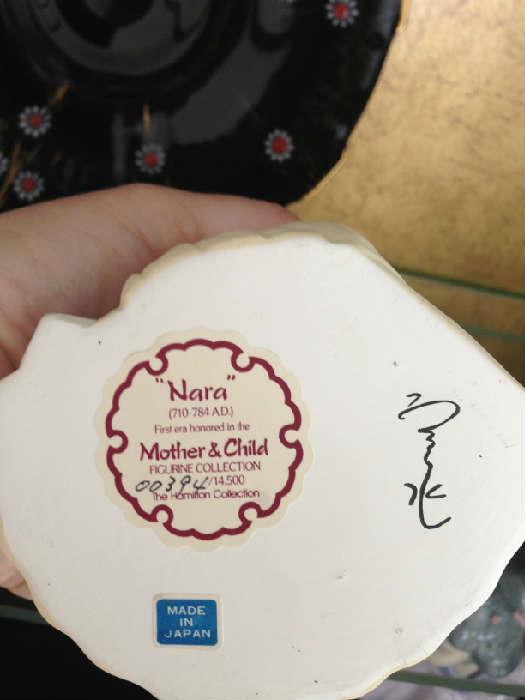 "Nara"
(710-784 A.D.)
First era honored in the
Mother & Child
FIGURINE COLLECTION
00394/14,500
The Hamilton Collection
MADE
IN
JAPAN